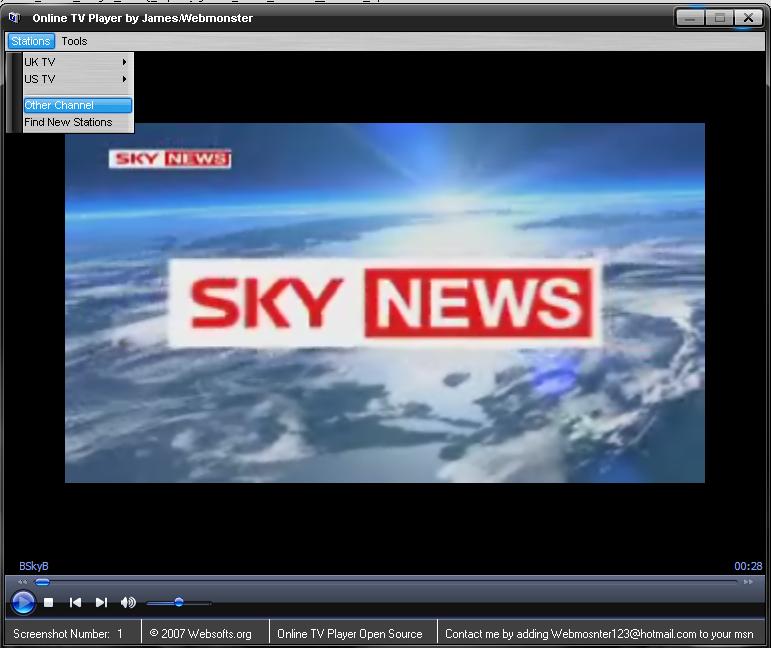 Online TV Player by James/Webmonster
Stations Tools
UK TV
US TV
Other Channel
Find New Stations
SKY NEWS
SKY NEWS
BSkyB 00:28
Screenshot Number: 1 © 2007 Websofts.org Online TV Player Open Source Contact me by adding Webmosnter123@hotmail.com to your msn